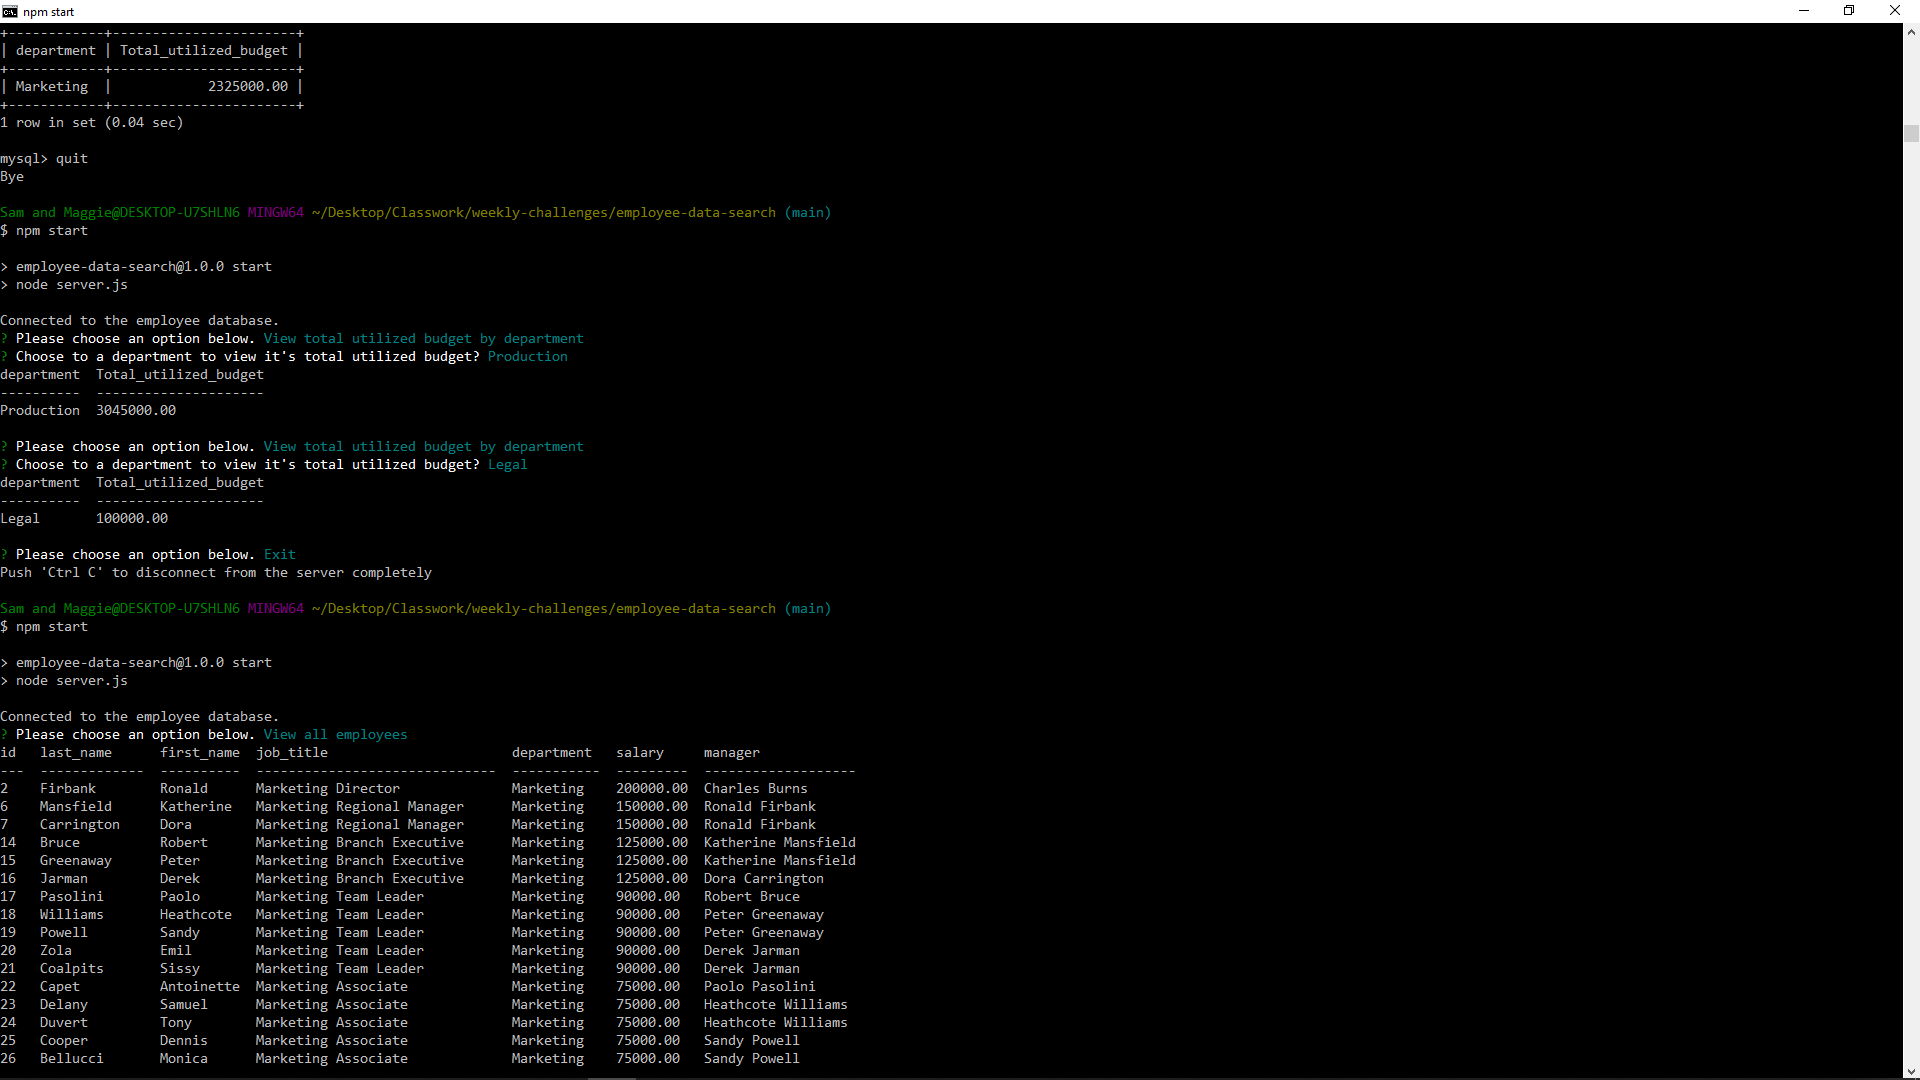 npm start
+------------+-----------------------+
| department | Total_utilized_budget |
+------------+-----------------------+
| Marketing  |            2325000.00 |
+------------+-----------------------+
1 row in set (0.04 sec)
mysql> quit
Bye
Sam and Maggie@DESKTOP-U7SHLN6 MINGW64 ~/Desktop/Classwork/weekly-challenges/employee-data-search (main)
$ npm start
> employee-data-search@1.0.0 start
> node server.js
Connected to the employee database.
? Please choose an option below. View total utilized budget by department
? Choose to a department to view it's total utilized budget? Production
department  Total_utilized_budget
----------  ---------------------
Production  3045000.00
? Please choose an option below. View total utilized budget by department
? Choose to a department to view it's total utilized budget? Legal
department  Total_utilized_budget
----------  ---------------------
Legal       100000.00
? Please choose an option below. Exit
Push 'Ctrl C' to disconnect from the server completely
Sam and Maggie@DESKTOP-U7SHLN6 MINGW64 ~/Desktop/Classwork/weekly-challenges/employee-data-search (main)
$ npm start
> employee-data-search@1.0.0 start
> node server.js
Connected to the employee database.
? Please choose an option below. View all employees
id   last_name      first_name  job_title                       department   salary     manager
---  -------------  ----------  ------------------------------  -----------  ---------  -------------------
2    Firbank        Ronald      Marketing Director              Marketing    200000.00  Charles Burns
6    Mansfield      Katherine   Marketing Regional Manager      Marketing    150000.00  Ronald Firbank
7    Carrington     Dora        Marketing Regional Manager      Marketing    150000.00  Ronald Firbank
14   Bruce          Robert      Marketing Branch Executive      Marketing    125000.00  Katherine Mansfield
15   Greenaway      Peter       Marketing Branch Executive      Marketing    125000.00  Katherine Mansfield
16   Jarman         Derek       Marketing Branch Executive      Marketing    125000.00  Dora Carrington
17   Pasolini       Paolo       Marketing Team Leader           Marketing    90000.00   Robert Bruce
18   Williams       Heathcote   Marketing Team Leader           Marketing    90000.00   Peter Greenaway
19   Powell         Sandy       Marketing Team Leader           Marketing    90000.00   Peter Greenaway
20   Zola           Emil        Marketing Team Leader           Marketing    90000.00   Derek Jarman
21   Coalpits       Sissy       Marketing Team Leader           Marketing    90000.00   Derek Jarman
22   Capet          Antoinette  Marketing Associate             Marketing    75000.00   Paolo Pasolini
23   Delany         Samuel      Marketing Associate             Marketing    75000.00   Heathcote Williams
24   Duvert         Tony        Marketing Associate             Marketing    75000.00   Heathcote Williams
25   Cooper         Dennis      Marketing Associate             Marketing    75000.00   Sandy Powell
26   Bellucci       Monica      Marketing Associate             Marketing    75000.00   Sandy Powell